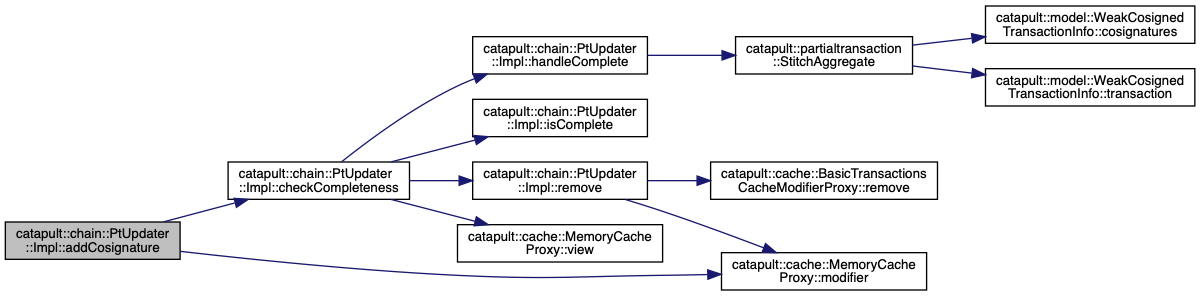 catapult::chain::PtUpdater
::Impl::addCosignature
catapult::chain::PtUpdater
::Impl::checkCompleteness
catapult::chain::PtUpdater
::Impl::handleComplete
catapult::chain::PtUpdater
::Impl::isComplete
catapult::chain::PtUpdater
::Impl::remove
catapult::cache::MemoryCache
Proxy::view
catapult::partialtransaction
::StitchAggregate
catapult::cache::BasicTransactions
CacheModifierProxy::remove
catapult::cache::MemoryCache
Proxy::modifier
catapult::model::WeakCosigned
TransactionInfo::cosignatures
catapult::model::WeakCosigned
TransactionInfo::transaction